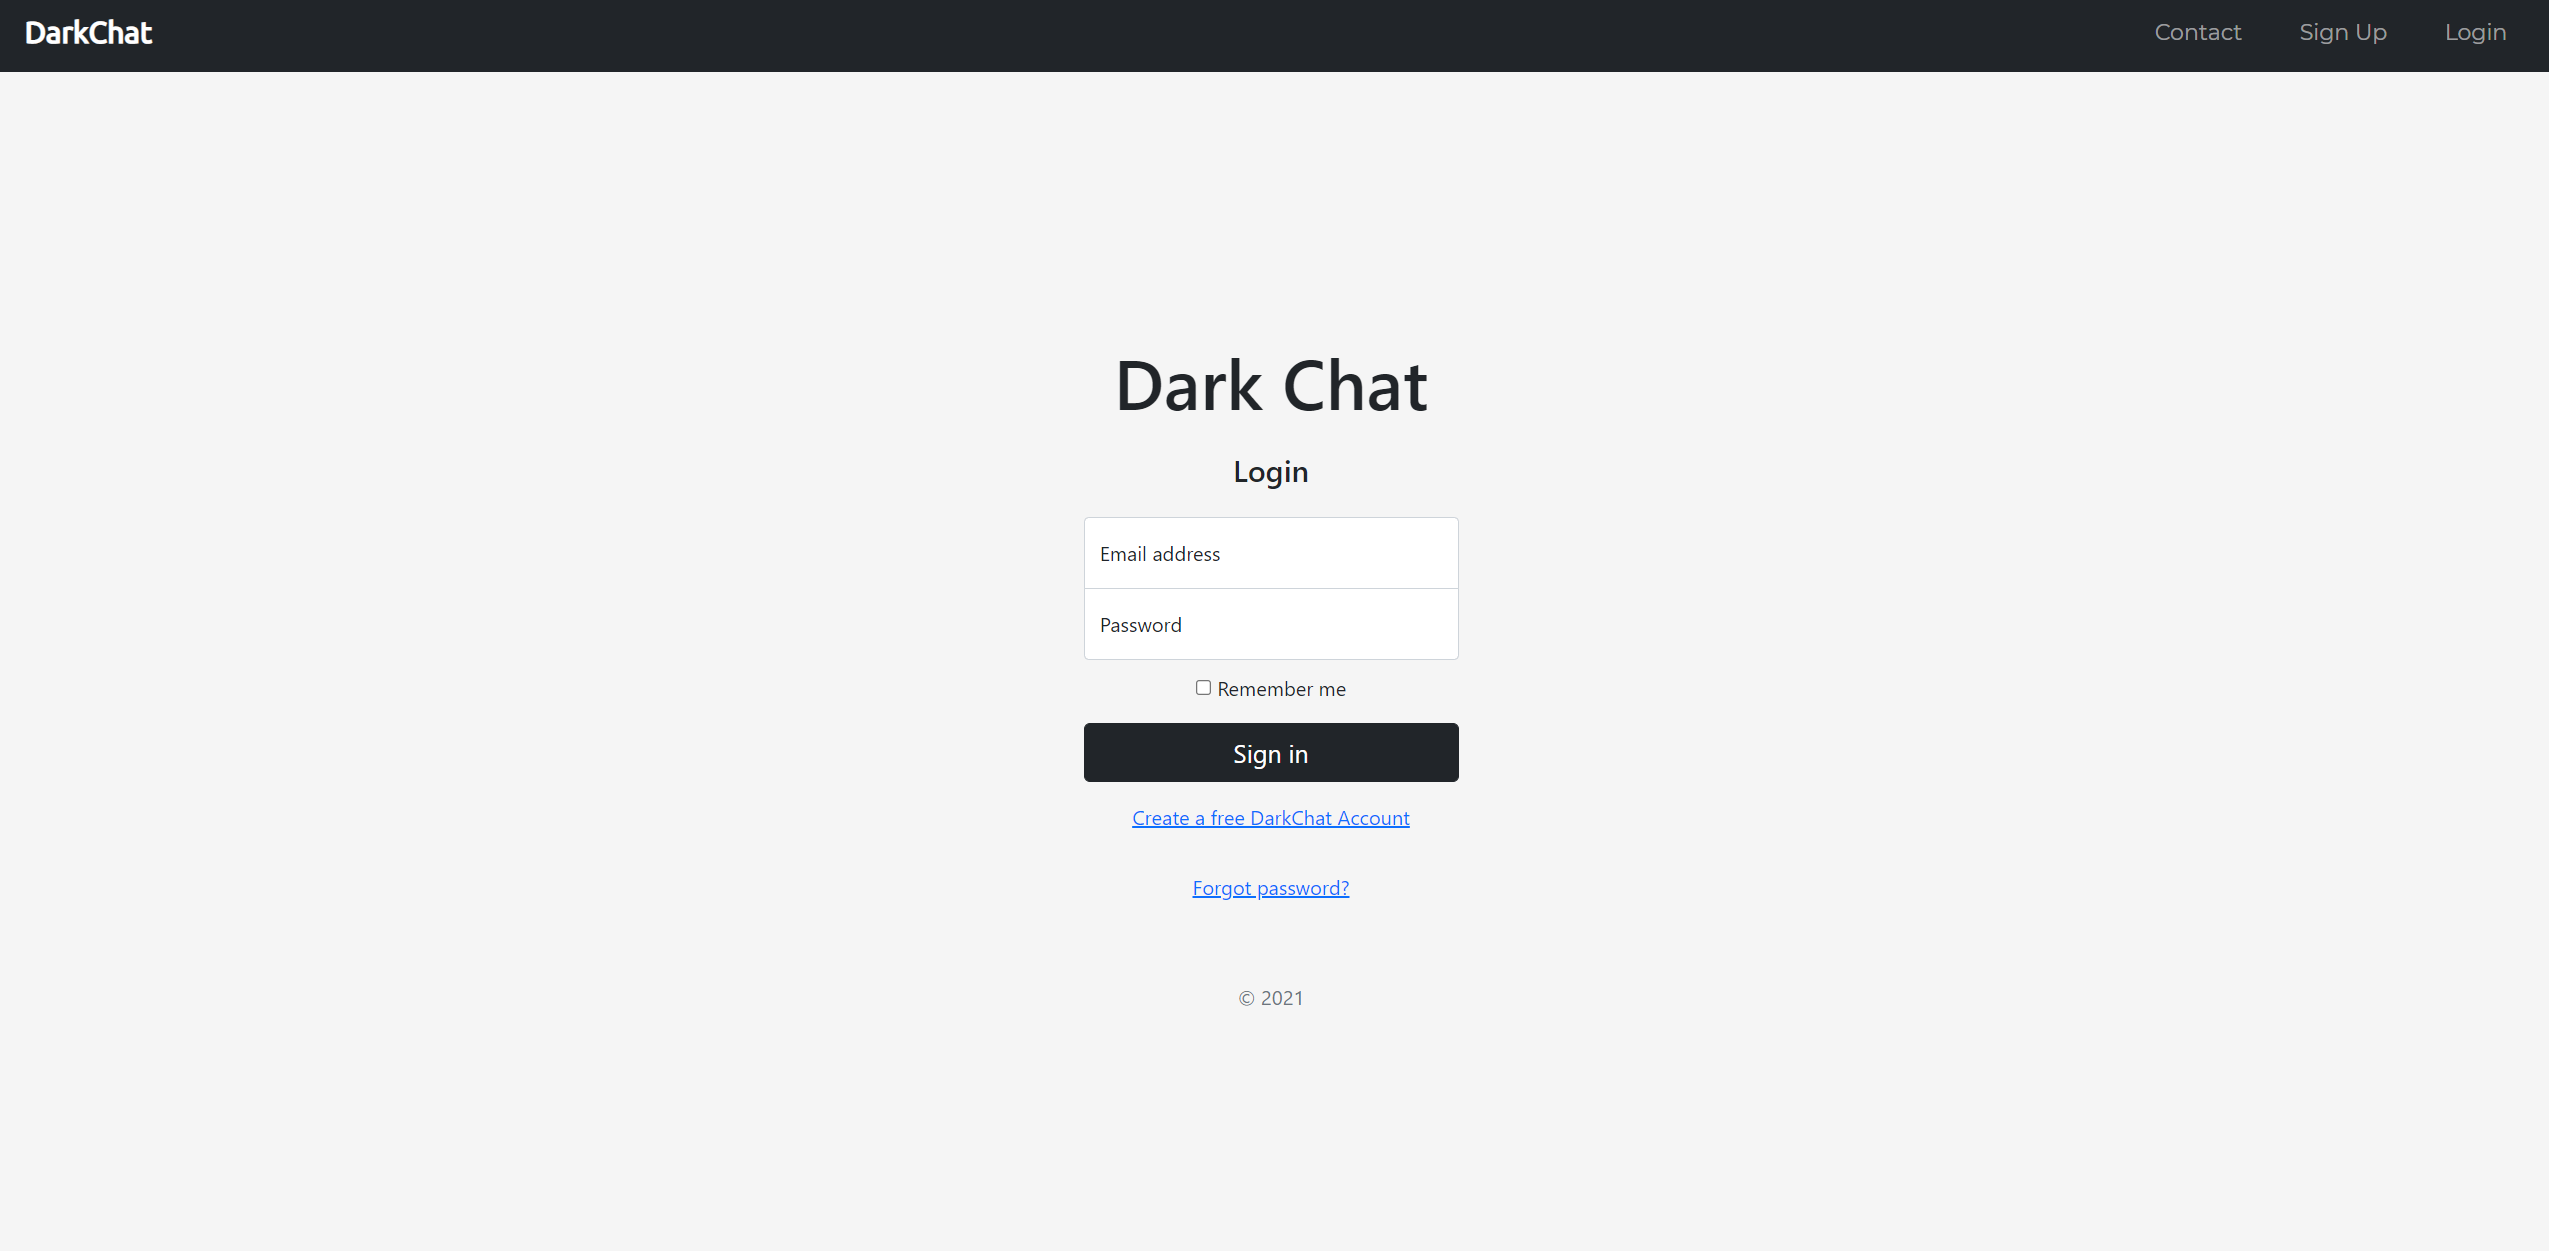 DarkChat Contact Sign Up Login
Dark Chat
Login
Email address
Password
Remember me
Sign in
Create a free DarkChat Account
Forgot password?
© 2021